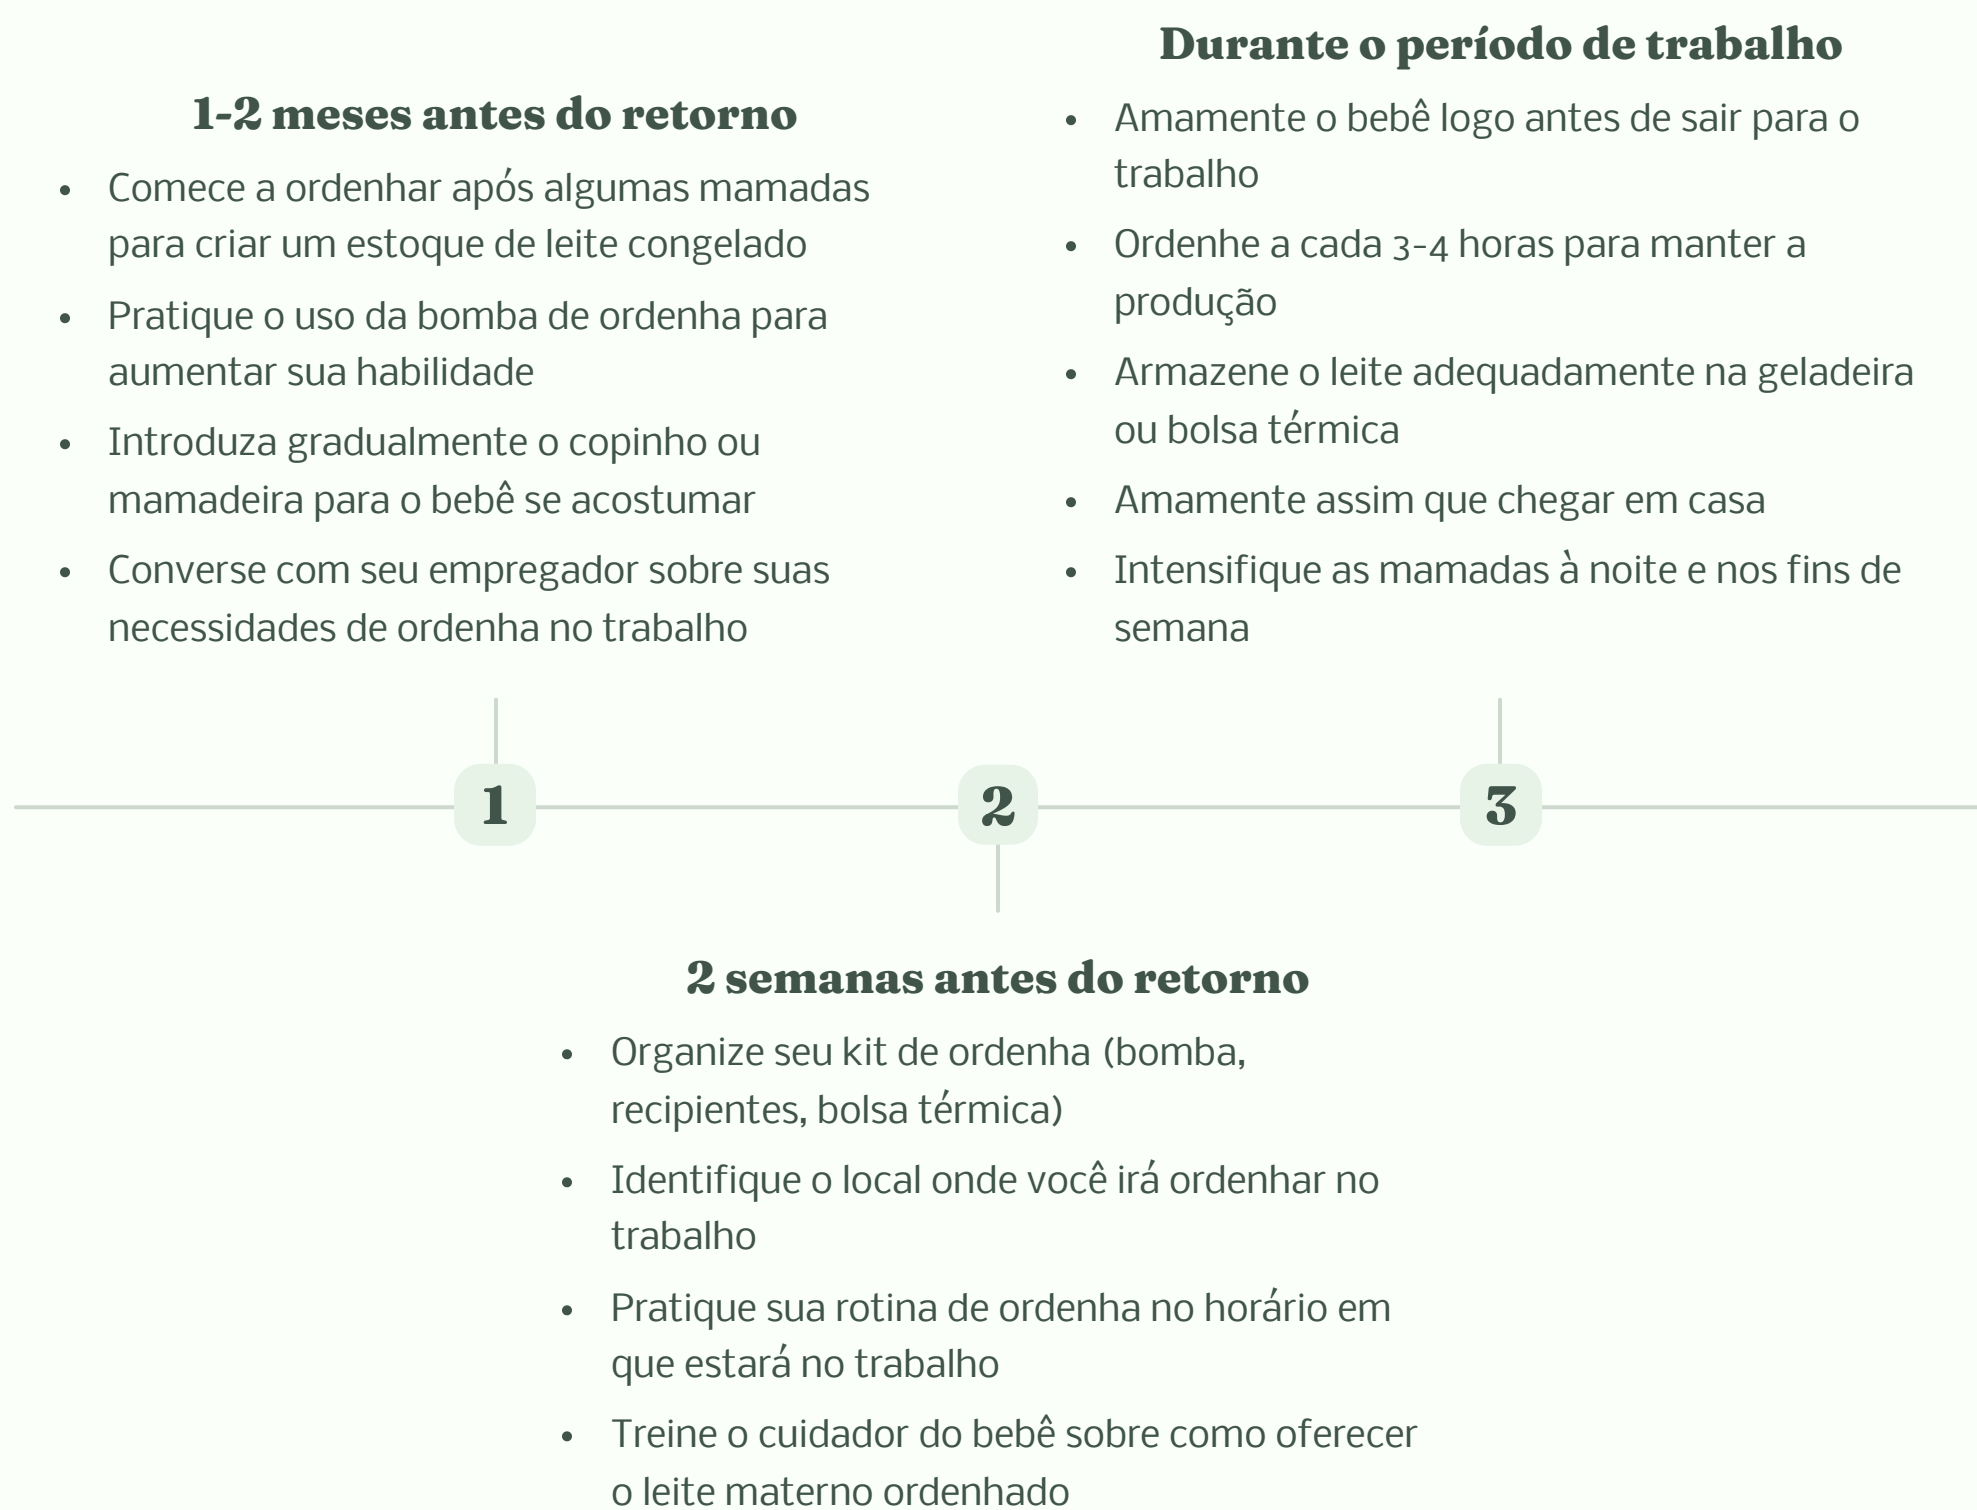 1-2 meses antes do retorno
• Comece a ordenhar após algumas mamadas
para criar um estoque de leite congelado
• Pratique o uso da bomba de ordenha para
aumentar sua habilidade
• Introduza gradualmente o copinho ou
mamadeira para o bebê se acostumar
• Converse com seu empregador sobre suas
necessidades de ordenha no trabalho
1
2
2 semanas antes do retorno
• Organize seu kit de ordenha (bomba,
recipientes, bolsa térmica)
• Identifique o local onde você irá ordenhar no
trabalho
• Pratique sua rotina de ordenha no horário em
que estará no trabalho
• Treine o cuidador do bebê sobre como oferecer
o leite materno ordenhado
Durante o período de trabalho
• Amamente o bebê logo antes de sair para o
trabalho
• Ordenhe a cada 3-4 horas para manter a
produção
• Armazene o leite adequadamente na geladeira
ou bolsa térmica
• Amamente assim que chegar em casa
• Intensifique as mamadas à noite e nos fins de
semana
3